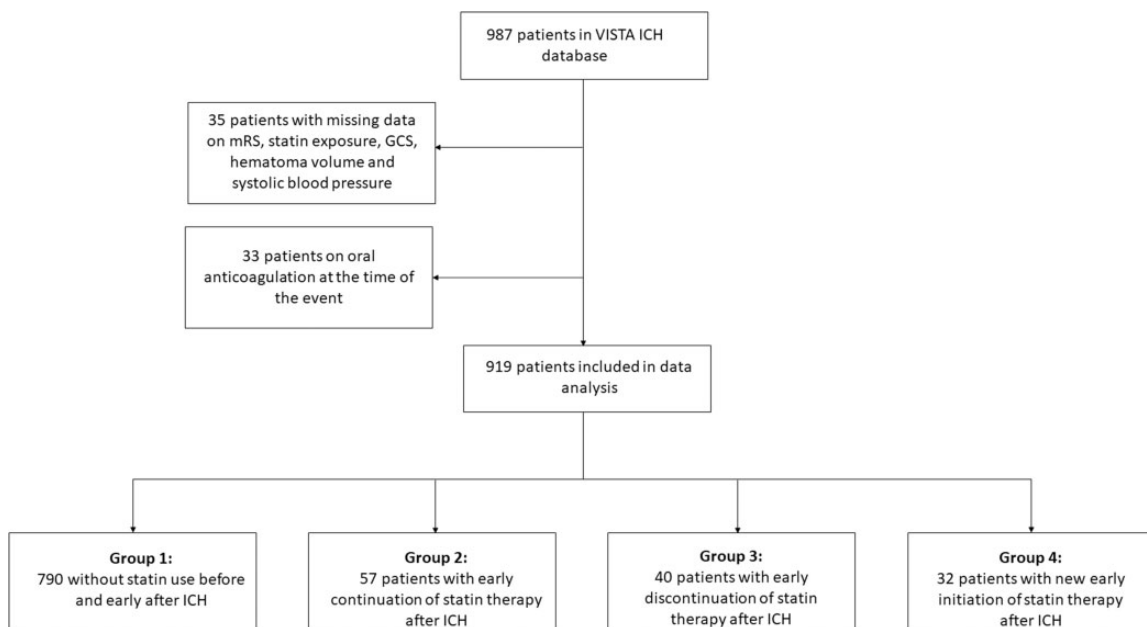 987 patients in VISTA ICH
database
35 patients with missing data
on mRS, statin exposure, GCS,
hematoma volume and
systolic blood pressure
33 patients on oral
anticoagulation at the time of
the event
919 patients included in data
analysis
Group 1:
790 without statin use before
and early after ICH
Group 2:
57 patients with early
continuation of statin therapy
after ICH
Group 3:
40 patients with early
discontinuation of statin
therapy after ICH
Group 4:
32 patients with new early
initiation of statin therapy
after ICH